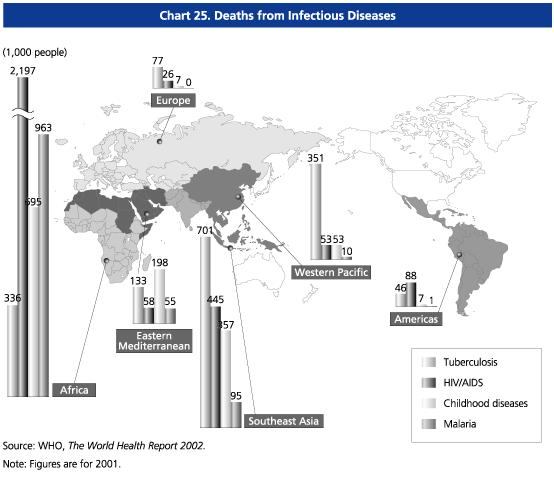 Chart 25. Deaths from Infectious Diseases
(1,000 people)
2,197
963
695
336
Africa
77
26
7
0
Europe
133
58
198
55
Eastern
Mediterranean
701
445
357
95
Southeast Asia
351
53
53
10
Western Pacific
46
88
7
1
Americas
Tuberculosis
HIV/AIDS
Childhood diseases
Malaria
Source: WHO, The World Health Report 2002.
Note: Figures are for 2001.